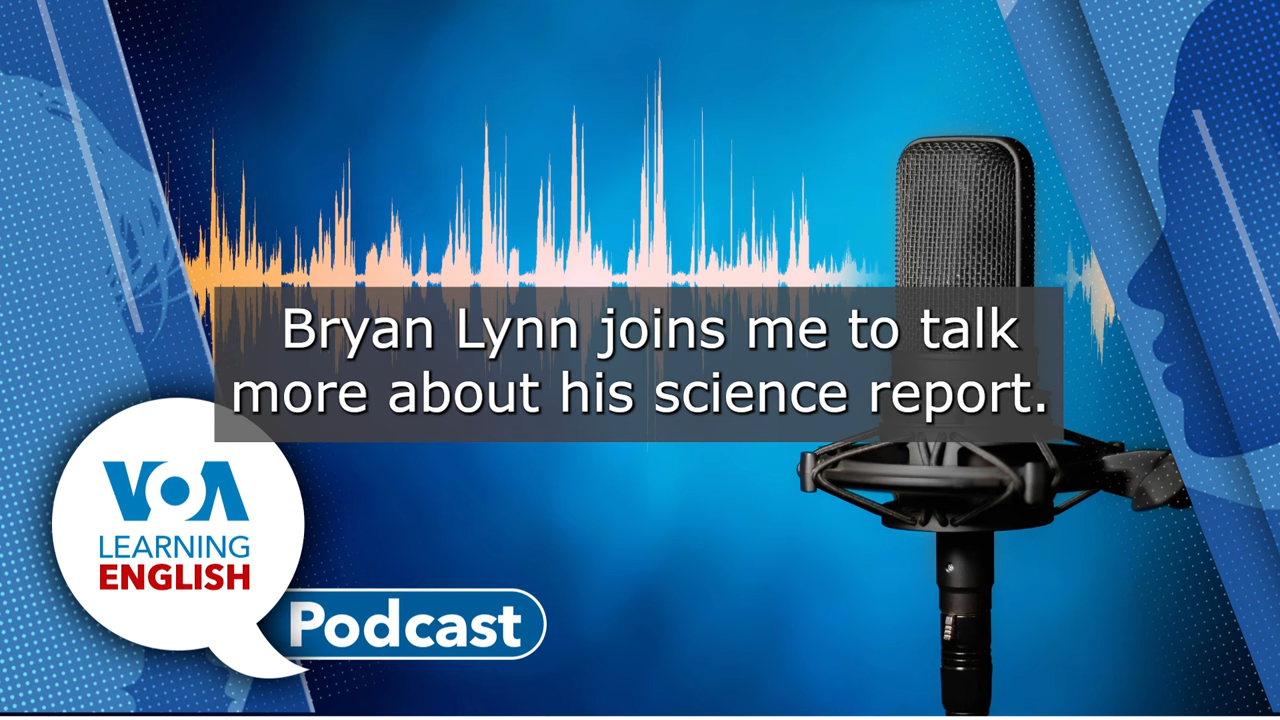 Bryan Lynn joins me to talk
more about his science report.
VOA
LEARNING
ENGLISH
Podcast